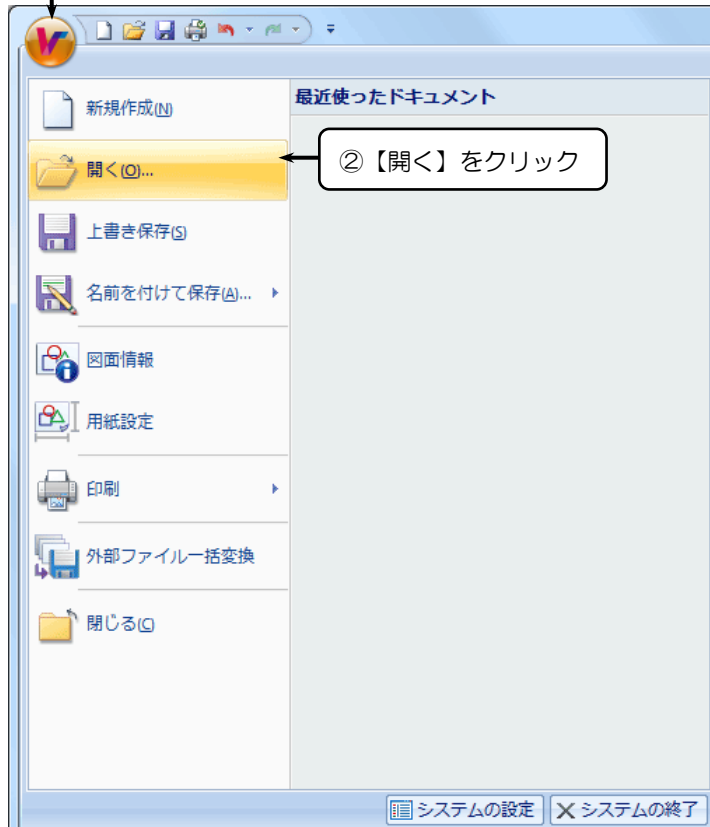 新規作成(N)
最近使ったドキュメント
開く(O)...
②【開く】をクリック
上書き保存(S)
名前を付けて保存(A)...
図面情報
用紙設定
印刷
外部ファイル一括変換
閉じる(C)
システムの設定
システムの終了